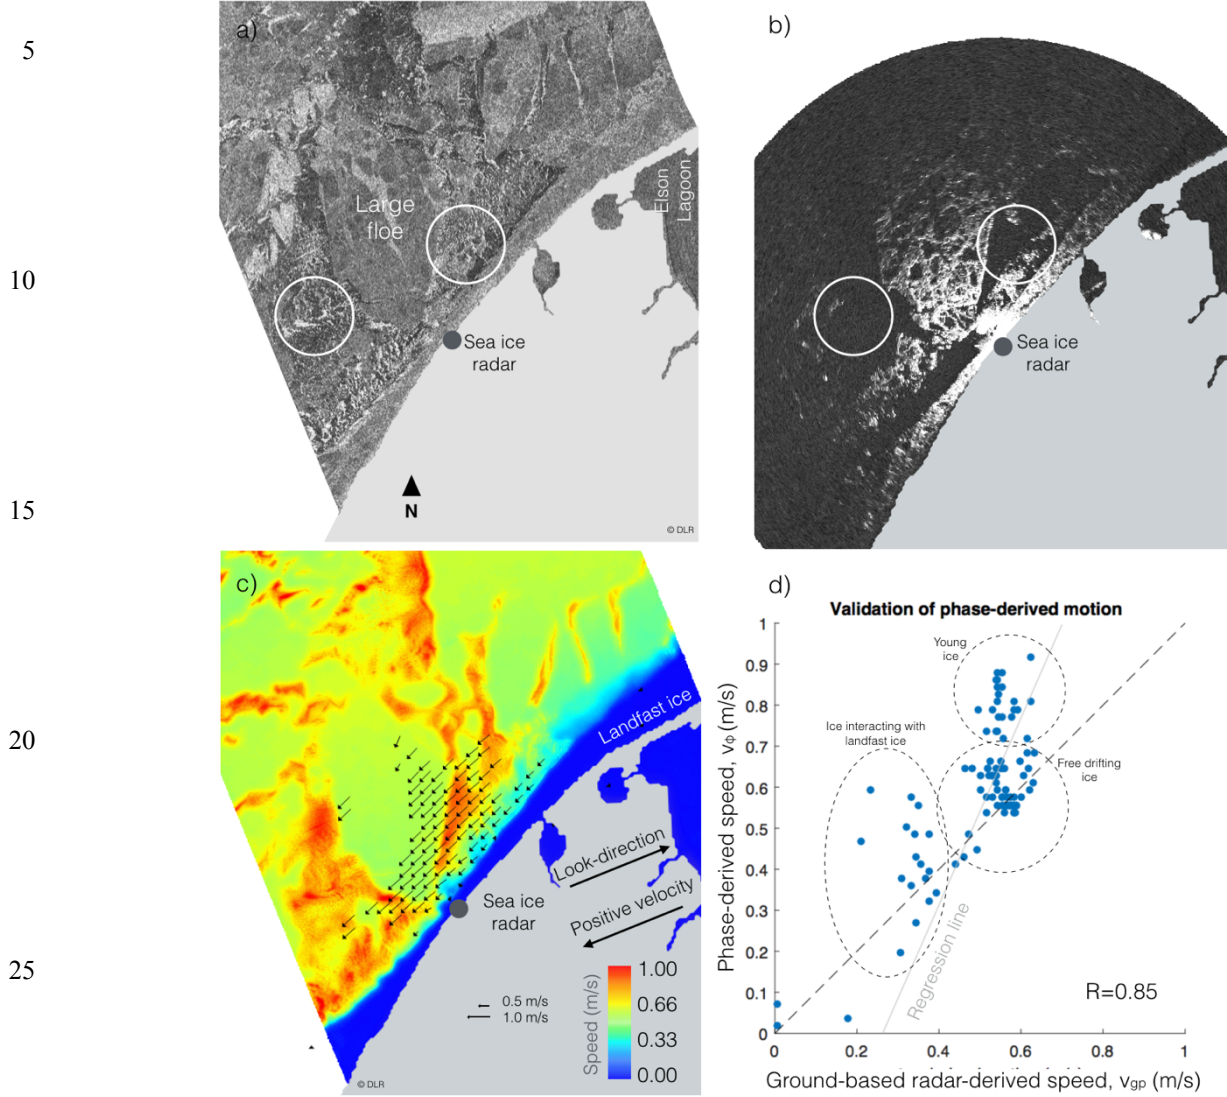 5
10
15
20
25
a)
Large
floe
Elson
Lagoon
Sea ice
radar
N
© DLR
b)
Sea ice
radar
c)
Landfast ice
Look-direction
Positive velocity
Sea ice
radar
0.5 m/s
1.0 m/s
Speed (m/s)
1.00
0.66
0.33
0.00
© DLR
d)
Validation of phase-derived motion
Phase-derived speed, vϕ (m/s)
1
0.9
0.8
0.7
0.6
0.5
0.4
0.3
0.2
0.1
0
Young
ice
Ice interacting with
landfast ice
Free drifting
ice
Regression line
R=0.85
0
0.2
0.4
0.6
0.8
1
Ground-based radar-derived speed, vgp (m/s)